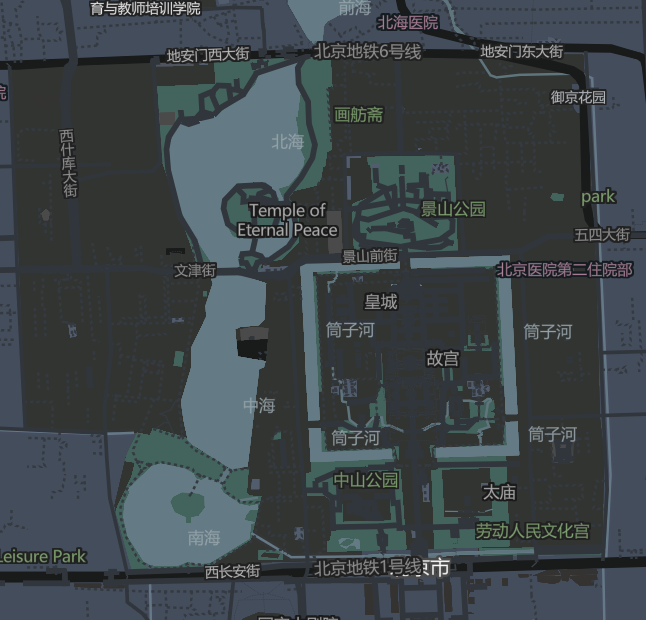 育与教师培训学院
前海
北海医院
地安门西大街
北京地铁6号线
地安门东大街
院
御京花园
画舫斋
西什库大街
北海
park
景山公园
Temple of
Eternal Peace
五四大街
景山前街
文津街
北京医院第二住院部
皇城
筒子河
筒子河
故宫
中海
筒子河
筒子河
中山公园
太庙
南海
劳动人民文化宫
Leisure Park
西长安街
北京地铁1号线
京市